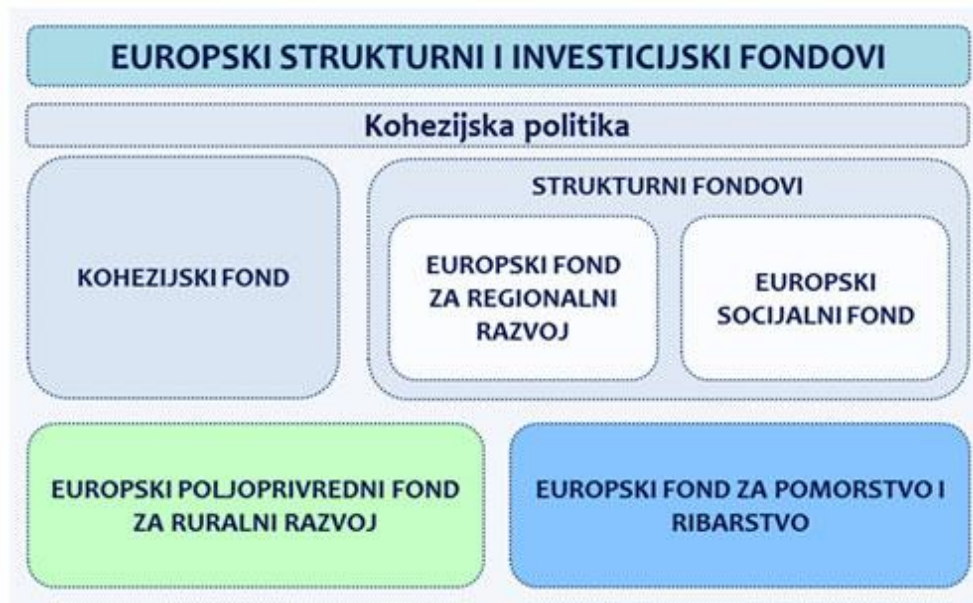 EUROPSKI STRUKTURNI I INVESTICIJSKI FONDOVI
Kohezijska politika
KOHEZIJSKI FOND
STRUKTURNI FONDOVI
EUROPSKI FOND
ZA REGIONALNI
RAZVOJ
EUROPSKI
SOCIJALNI FOND
EUROPSKI POLJOPRIVREDNI FOND
ZA RURALNI RAZVOJ
EUROPSKI FOND ZA POMORSTVO I
RIBARSTVO